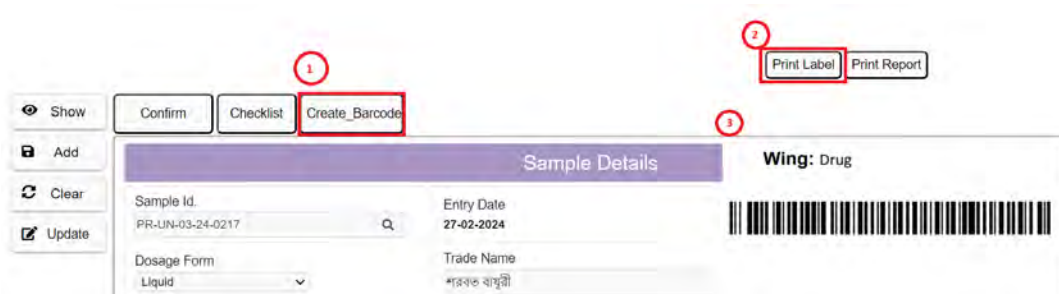 2
Print Label Print Report
1
Show Confirm Checklist Create_Barcode
3
Add Sample Details Wing: Drug
Clear Sample Id. Entry Date
PR-UN-03-24-0217 27-02-2024
Update
Dosage Form Trade Name
Liquid শরবত বাযুরী